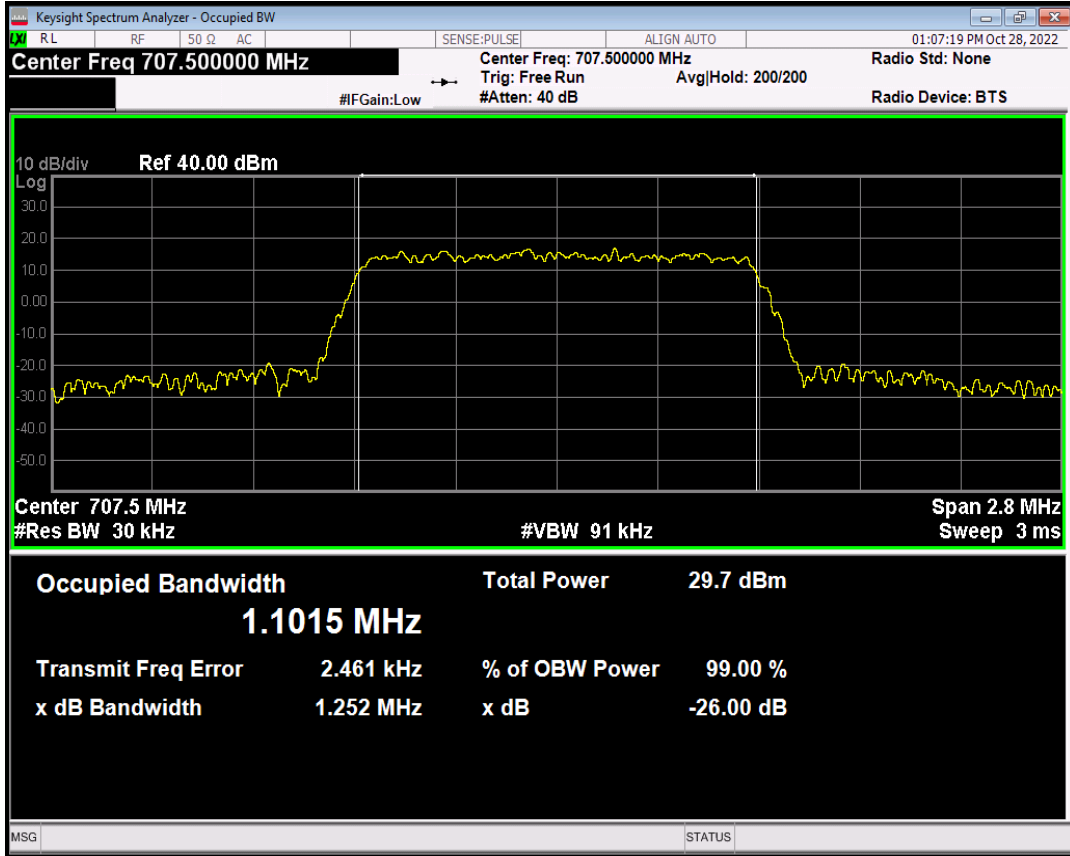 Keysight Spectrum Analyzer - Occupied BW
LXI RL RF 50 Ω AC SENSE:PULSE ALIGN AUTO 01:07:19 PM Oct 28, 2022
Center Freq 707.500000 MHz Center Freq: 707.500000 MHz Radio Std: None
Trig: Free Run Avg|Hold: 200/200
#IFGain:Low #Atten: 40 dB Radio Device: BTS
10 dB/div Ref 40.00 dBm
Log
30.0
20.0
10.0
0.00
-10.0
-20.0
-30.0
-40.0
-50.0
Center 707.5 MHz Span 2.8 MHz
#Res BW 30 kHz #VBW 91 kHz Sweep 3 ms
Occupied Bandwidth Total Power 29.7 dBm
1.1015 MHz
Transmit Freq Error 2.461 kHz % of OBW Power 99.00 %
x dB Bandwidth 1.252 MHz x dB -26.00 dB
MSG STATUS